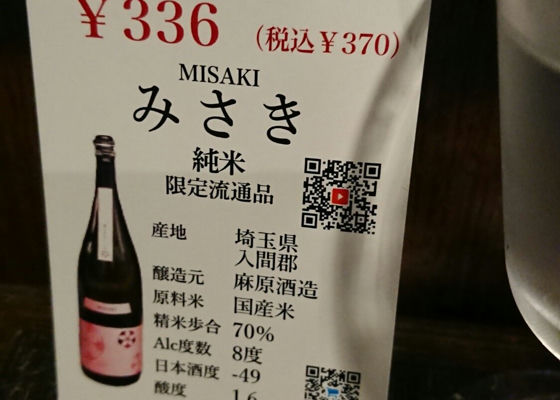 ¥336 (税込¥370)
MISAKI
みさき
純米
限定流通品
産地 埼玉県
入間郡
醸造元 麻原酒造
原料米 国産米
精米歩合 70%
Alc度数 8度
日本酒度 -49
酸度 1.6